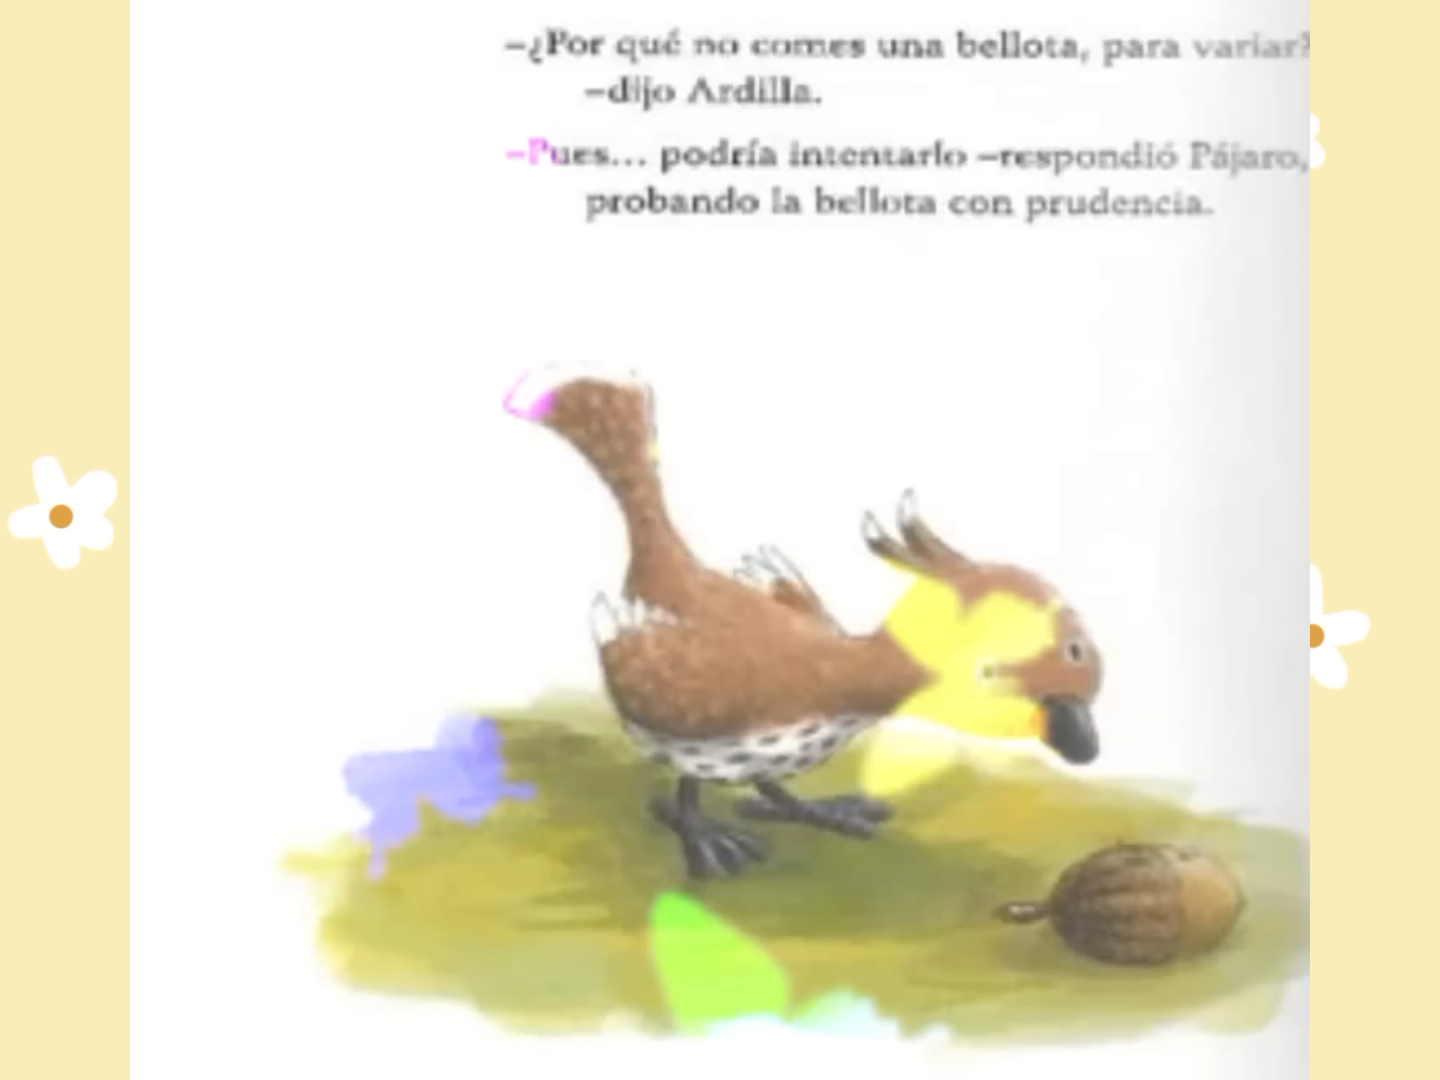 –¿Por qué no comes una bellota, para variar?
–dijo Ardilla.
–Pues... podría intentarlo –respondió Pájaro,
probando la bellota con prudencia.